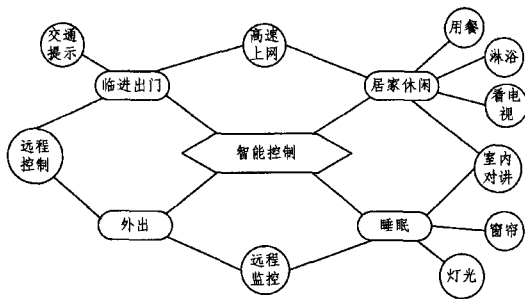 交通
提示
高速
上网
用餐
淋浴
临进出门
居家休闲
看电
视
远程
控制
智能控制
室内
对讲
外出
睡眠
窗帘
远程
监控
灯光